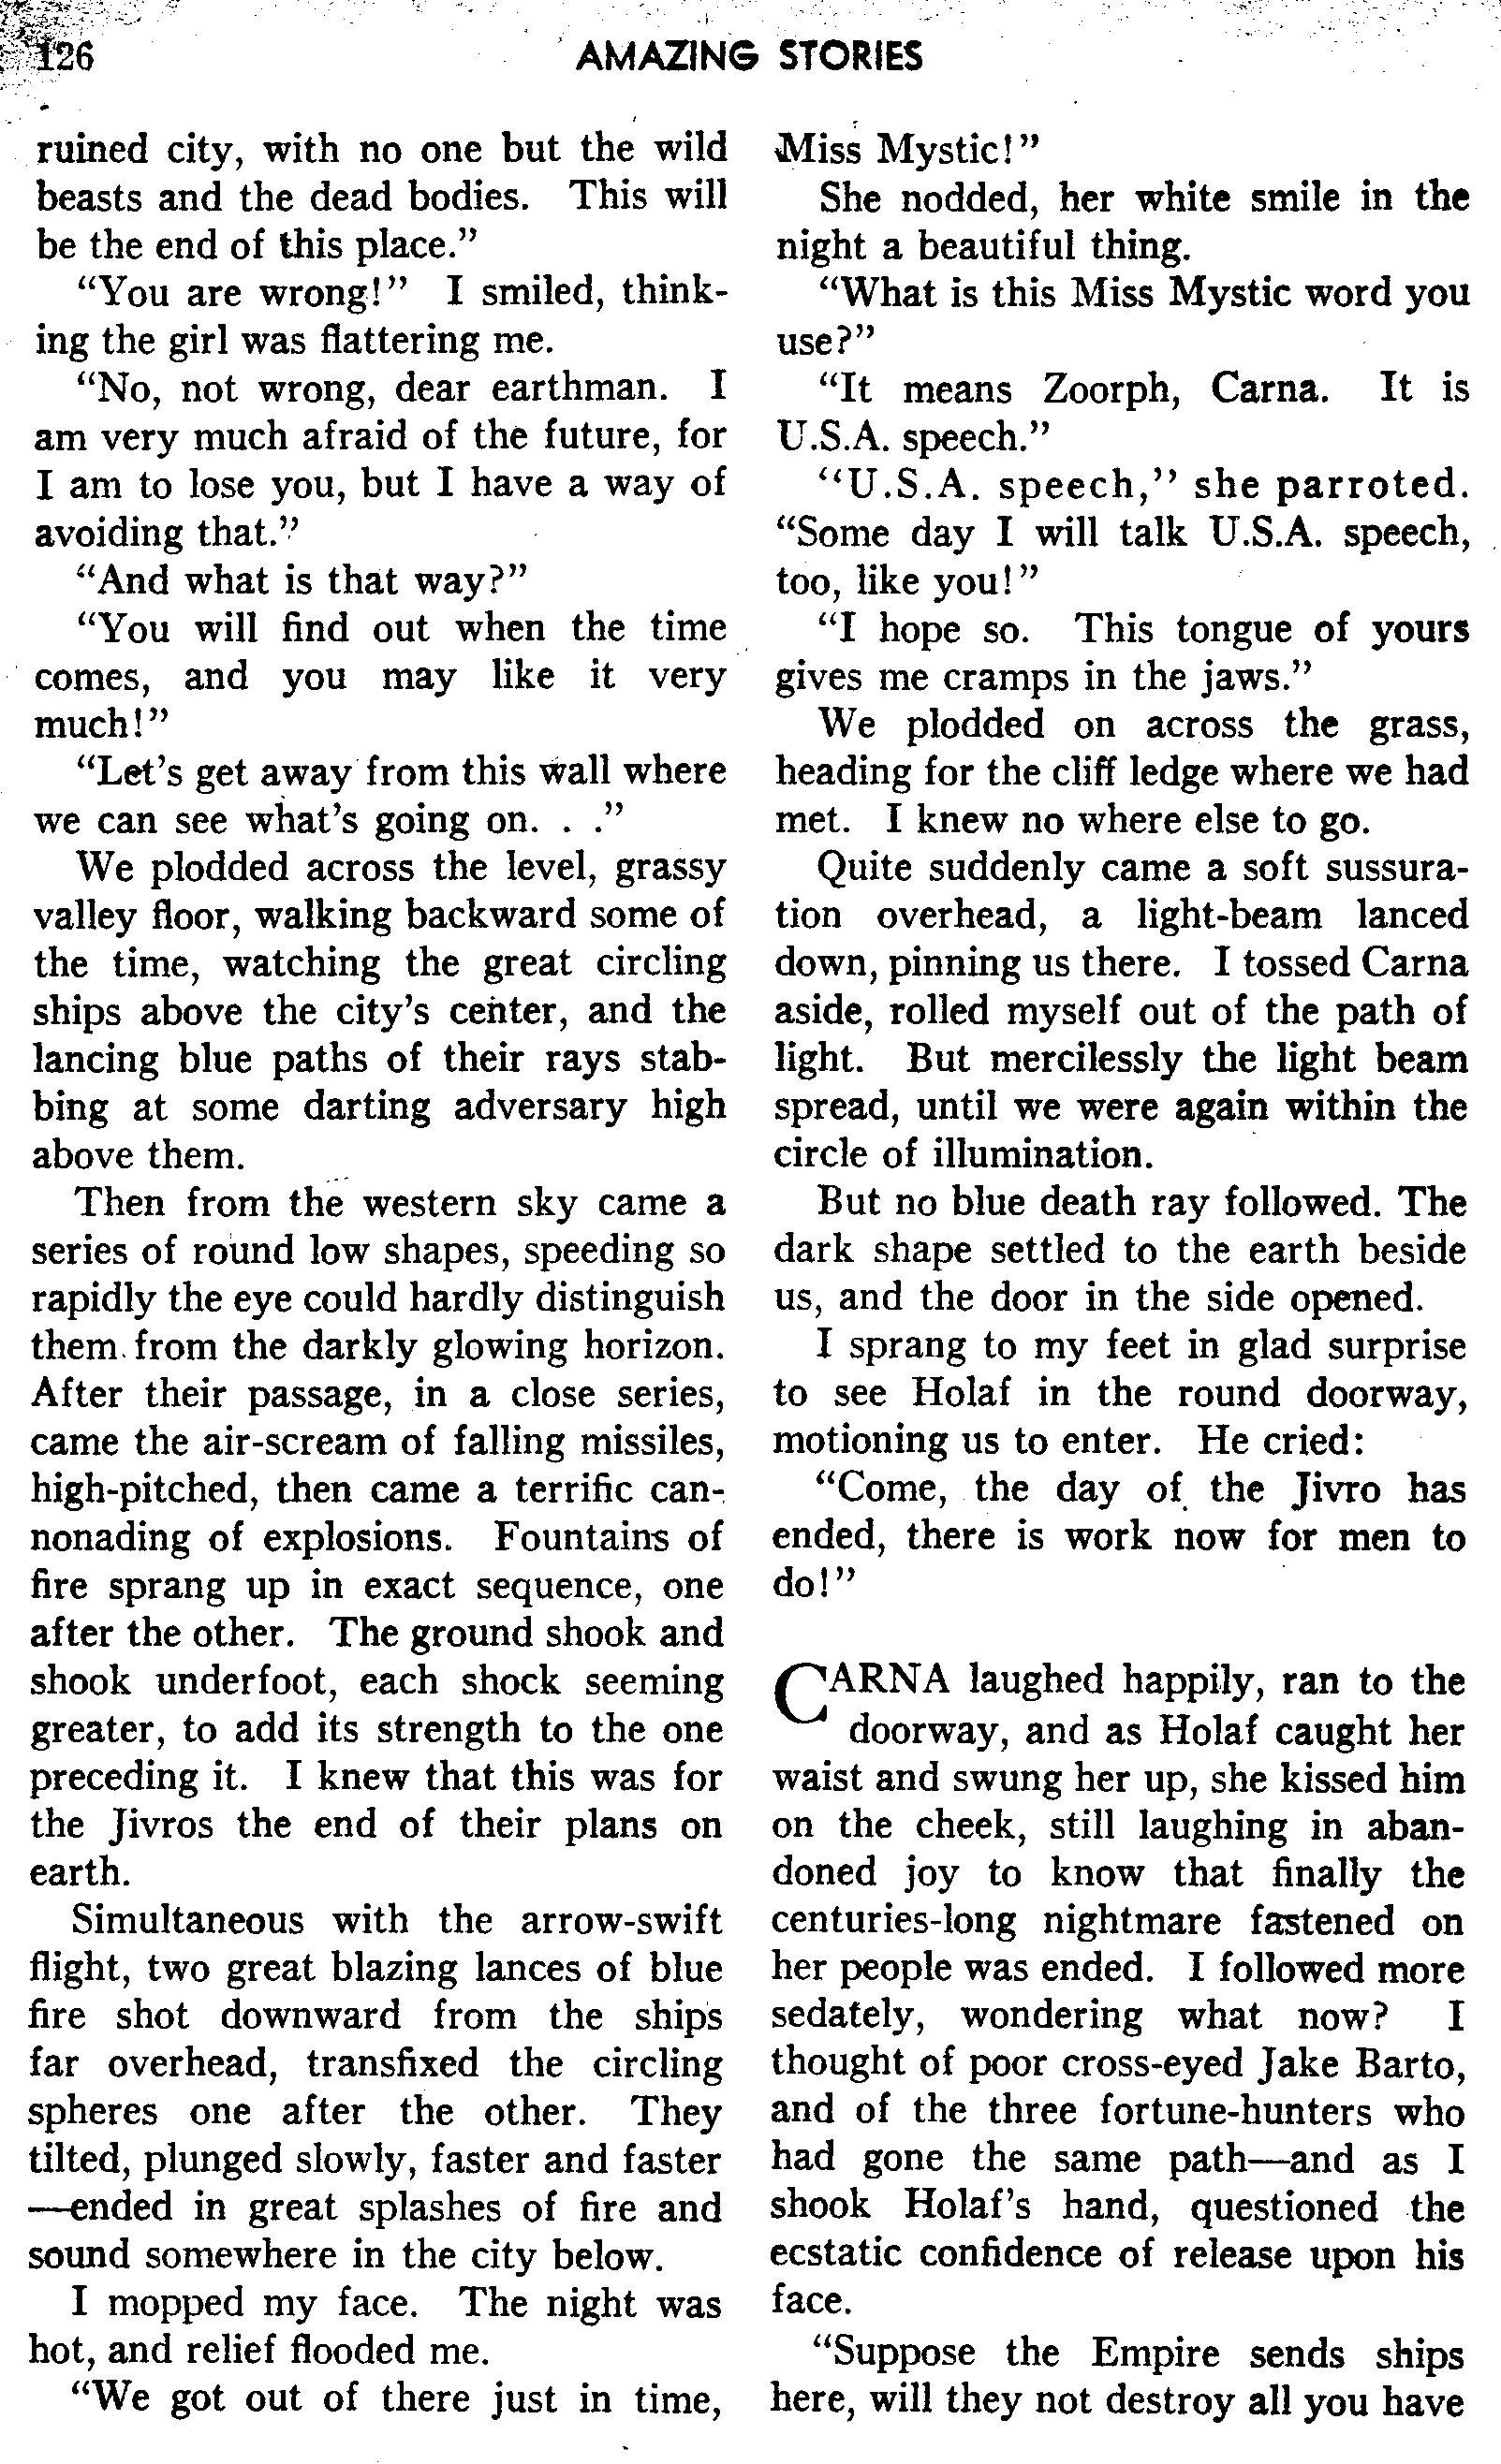 126
AMAZING STORIES
ruined city, with no one but the wild
beasts and the dead bodies. This will
be the end of this place."
"You are wrong!" I smiled, think-
ing the girl was flattering me.
"No, not wrong, dear earthman. I
am very much afraid of the future, for
I am to lose you, but I have a way of
avoiding that."
"And what is that way?"
"You will find out when the time
comes, and you may like it very
much!"
"Let's get away from this wall where
we can see what's going on. . ."
We plodded across the level, grassy
valley floor, walking backward some of
the time, watching the great circling
ships above the city's center, and the
lancing blue paths of their rays stab-
bing at some darting adversary high
above them.
Then from the western sky came a
series of round low shapes, speeding so
rapidly the eye could hardly distinguish
them from the darkly glowing horizon.
After their passage, in a close series,
came the air-scream of falling missiles,
high-pitched, then came a terrific can-
nonading of explosions. Fountains of
fire sprang up in exact sequence, one
after the other. The ground shook and
shook underfoot, each shock seeming
greater, to add its strength to the one
preceding it. I knew that this was for
the Jivros the end of their plans on
earth.
Simultaneous with the arrow-swift
flight, two great blazing lances of blue
fire shot downward from the ships
far overhead, transfixed the circling
spheres one after the other. They
tilted, plunged slowly, faster and faster
—ended in great splashes of fire and
sound somewhere in the city below.
I mopped my face. The night was
hot, and relief flooded me.
"We got out of there just in time,
Miss Mystic!"
She nodded, her white smile in the
night a beautiful thing.
"What is this Miss Mystic word you
use?"
"It means Zoorph, Carna. It is
U.S.A. speech."
"U.S.A. speech," she parroted.
"Some day I will talk U.S.A. speech,
too, like you!"
"I hope so. This tongue of yours
gives me cramps in the jaws."
We plodded on across the grass,
heading for the cliff ledge where we had
met. I knew no where else to go.
Quite suddenly came a soft sussura-
tion overhead, a light-beam lanced
down, pinning us there. I tossed Carna
aside, rolled myself out of the path of
light. But mercilessly the light beam
spread, until we were again within the
circle of illumination.
But no blue death ray followed. The
dark shape settled to the earth beside
us, and the door in the side opened.
I sprang to my feet in glad surprise
to see Holaf in the round doorway,
motioning us to enter. He cried:
"Come, the day of the Jivro has
ended, there is work now for men to
do!"
CARNA laughed happily, ran to the
doorway, and as Holaf caught her
waist and swung her up, she kissed him
on the cheek, still laughing in aban-
doned joy to know that finally the
centuries-long nightmare fastened on
her people was ended. I followed more
sedately, wondering what now? I
thought of poor cross-eyed Jake Barto,
and of the three fortune-hunters who
had gone the same path—and as I
shook Holaf's hand, questioned the
ecstatic confidence of release upon his
face.
"Suppose the Empire sends ships
here, will they not destroy all you have